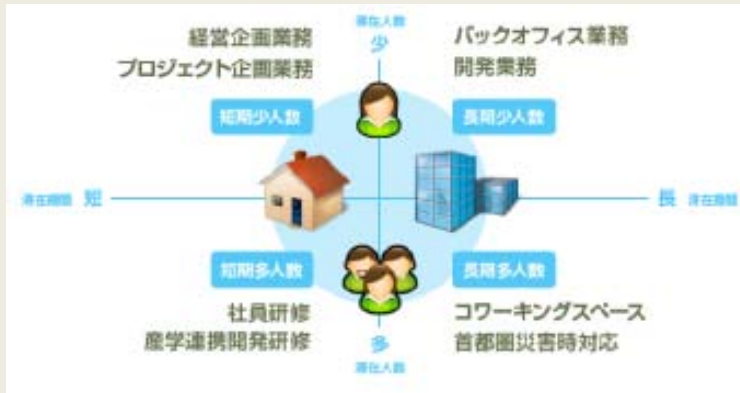 滞在人数
少
経営企画業務
プロジェクト企画業務
バックオフィス業務
開発業務
短期少人数
長期少人数
滞在期間 短
長 滞在期間
短期多人数
長期多人数
社員研修
産学連携開発研修
コワーキングスペース
首都圏災害時対応
多
滞在人数